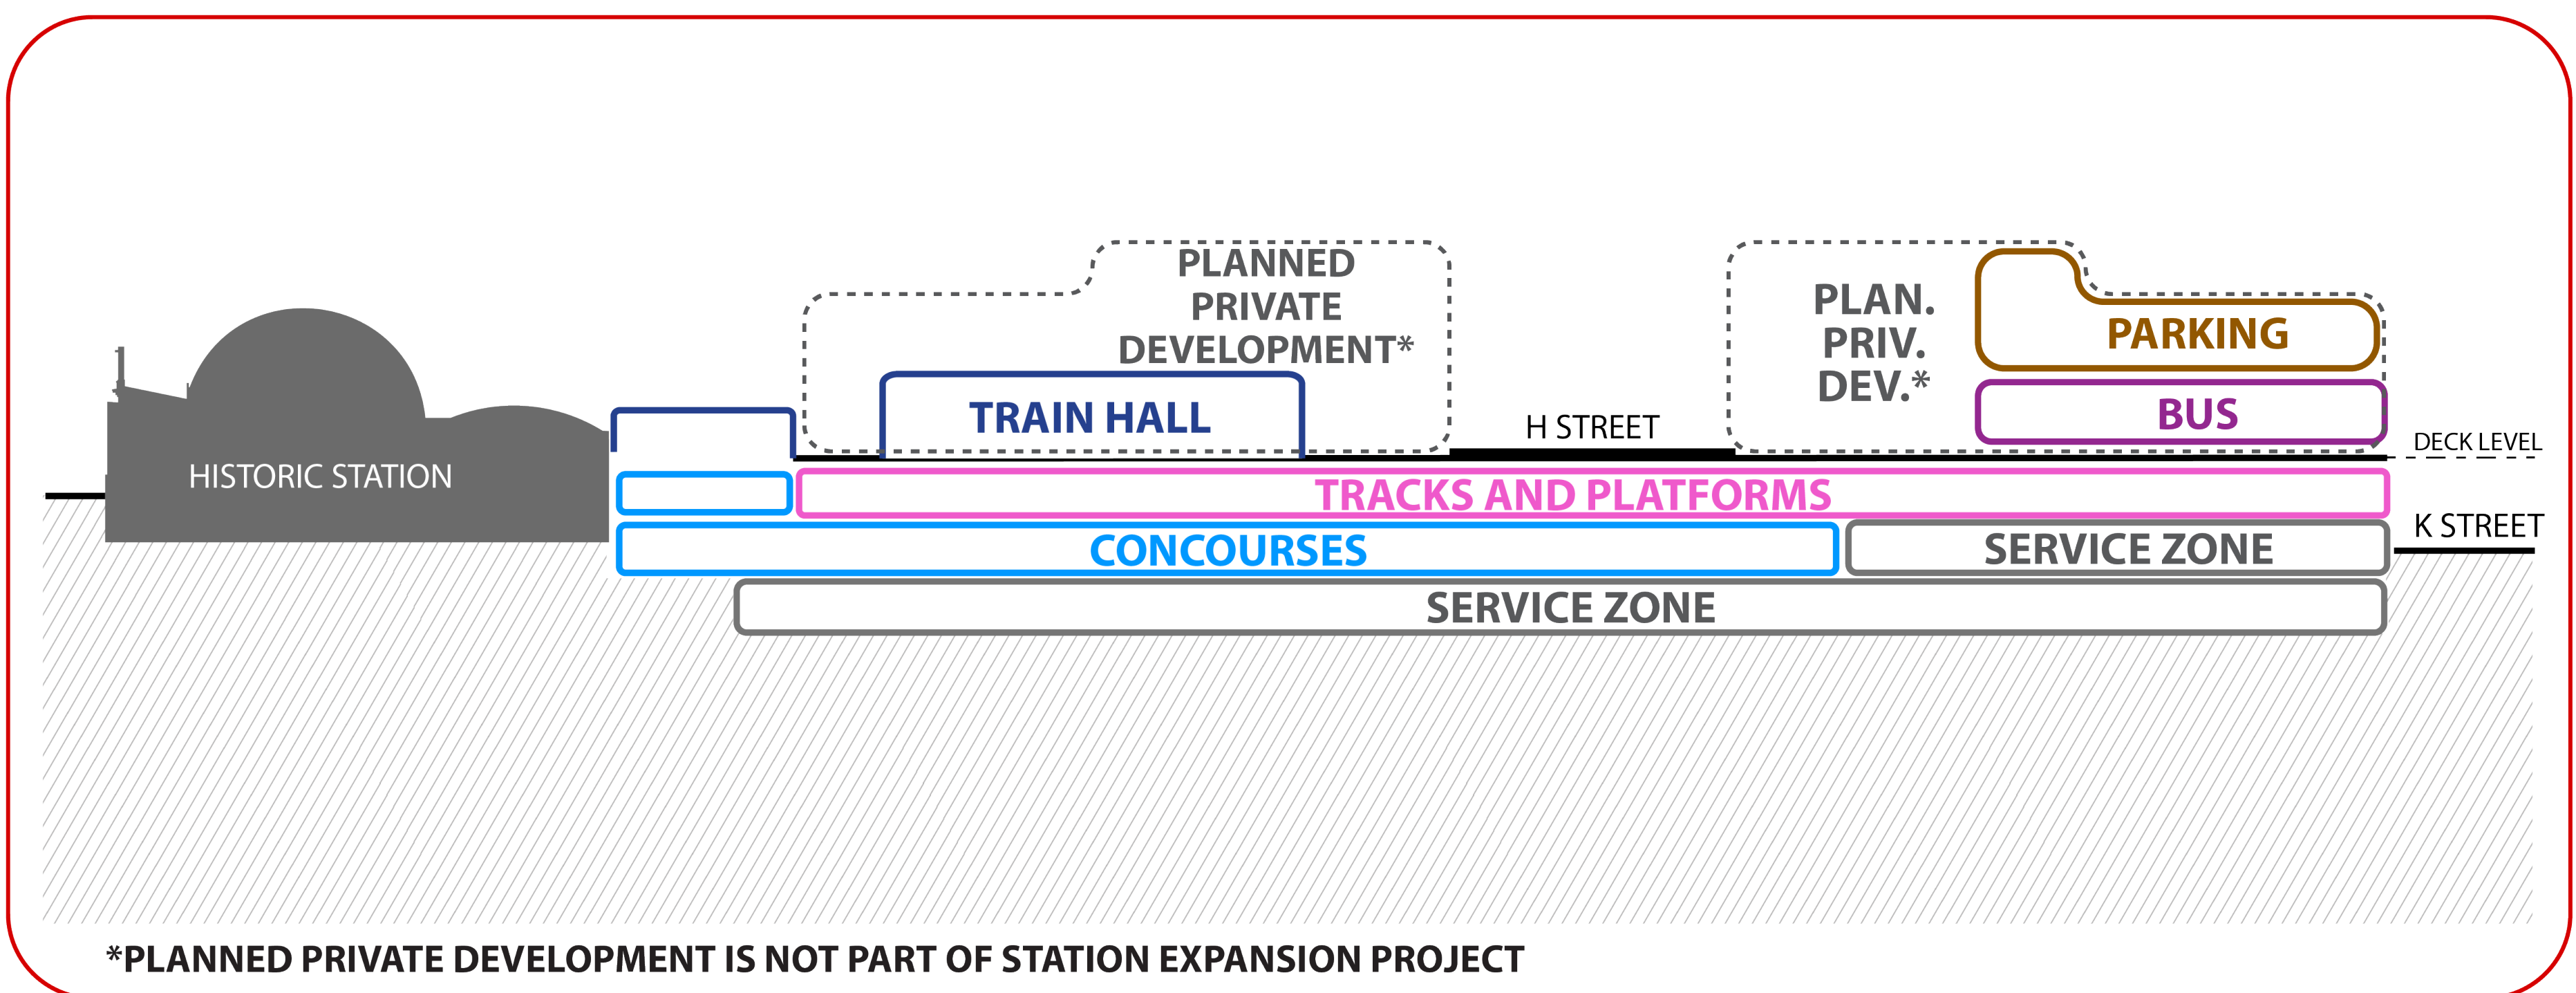 PLANNED
PRIVATE
DEVELOPMENT*
PLAN.
PRIV.
DEV.*
PARKING
TRAIN HALL
H STREET
BUS
DECK LEVEL
HISTORIC STATION
TRACKS AND PLATFORMS
K STREET
CONCOURSES
SERVICE ZONE
SERVICE ZONE
*PLANNED PRIVATE DEVELOPMENT IS NOT PART OF STATION EXPANSION PROJECT